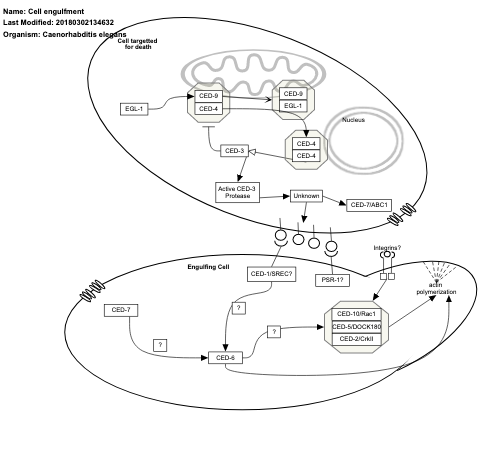 Name: Cell engulfment
Last Modified: 20180302134632
Organism: Caenorhabditis elegans
Cell targetted
for death
CED-9
CED-4
CED-9
EGL-1
EGL-1
Nucleus
CED-4
CED-4
CED-3
Active CED-3
Protease
Unknown
CED-7/ABC1
Integrins?
Engulfing Cell
CED-1/SREC?
PSR-1?
actin
polymerization
CED-7
?
?
CED-10/Rac1
CED-5/DOCK180
CED-2/CrkII
?
CED-6